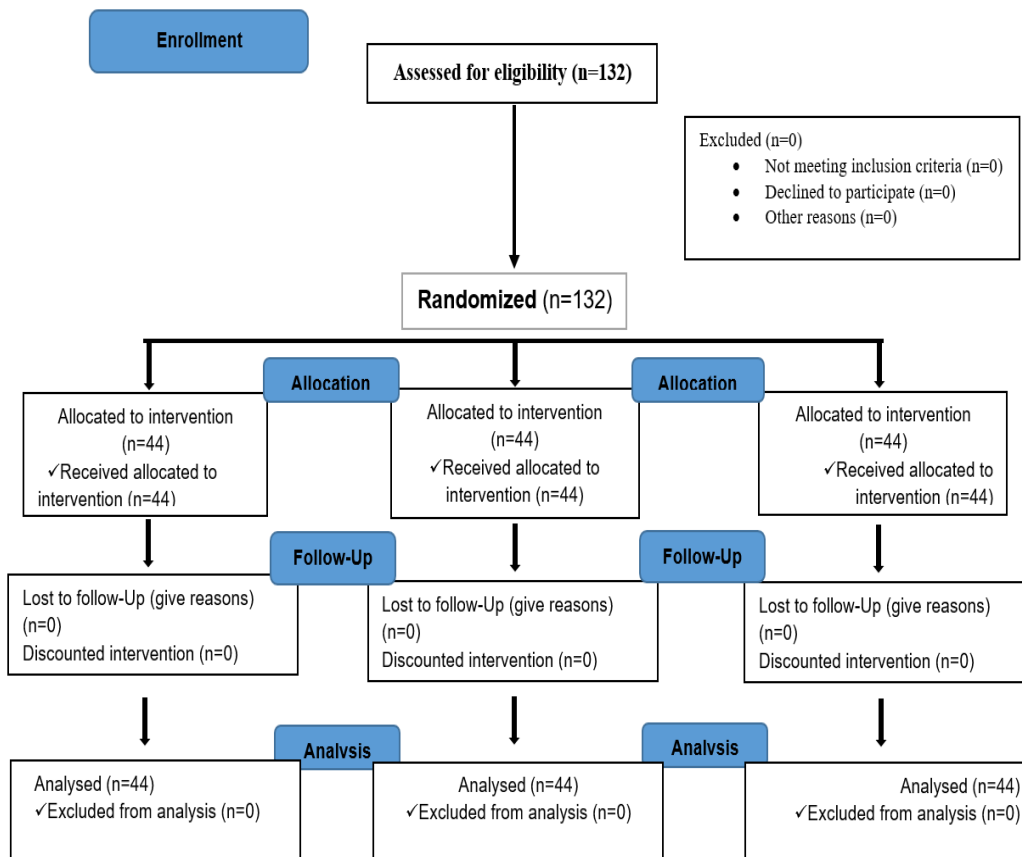 Enrollment
Assessed for eligibility (n=132)
Excluded (n=0)
• Not meeting inclusion criteria (n=0)
• Declined to participate (n=0)
• Other reasons (n=0)
Randomized (n=132)
Allocation
Allocation
Allocated to intervention
(n=44)
✓Received allocated to
intervention (n=44)
Allocated to intervention
(n=44)
✓Received allocated to
intervention (n=44)
Allocated to intervention
(n=44)
✓Received allocated to
intervention (n=44)
Follow-Up
Follow-Up
Lost to follow-Up (give reasons)
(n=0)
Discounted intervention (n=0)
Lost to follow-Up (give reasons)
(n=0)
Discounted intervention (n=0)
Lost to follow-Up (give reasons)
(n=0)
Discounted intervention (n=0)
Analysis
Analysis
Analysed (n=44)
✓Excluded from analysis (n=0)
Analysed (n=44)
✓Excluded from analysis (n=0)
Analysed (n=44)
✓Excluded from analysis (n=0)